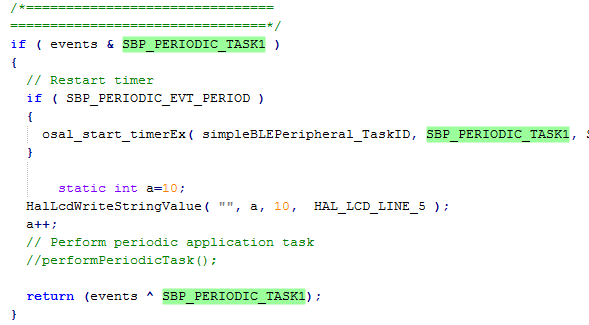 /*===============================
================================*/
if ( events & SBP_PERIODIC_TASK1 )
{
// Restart timer
if ( SBP_PERIODIC_EVT_PERIOD )
{
osal_start_timerEx( simpleBLEPeripheral_TaskID, SBP_PERIODIC_TASK1, S
}
static int a=10;
HalLcdWriteStringValue( "", a, 10,  HAL_LCD_LINE_5 );
a++;
// Perform periodic application task
//performPeriodicTask();
return (events ^ SBP_PERIODIC_TASK1);
}